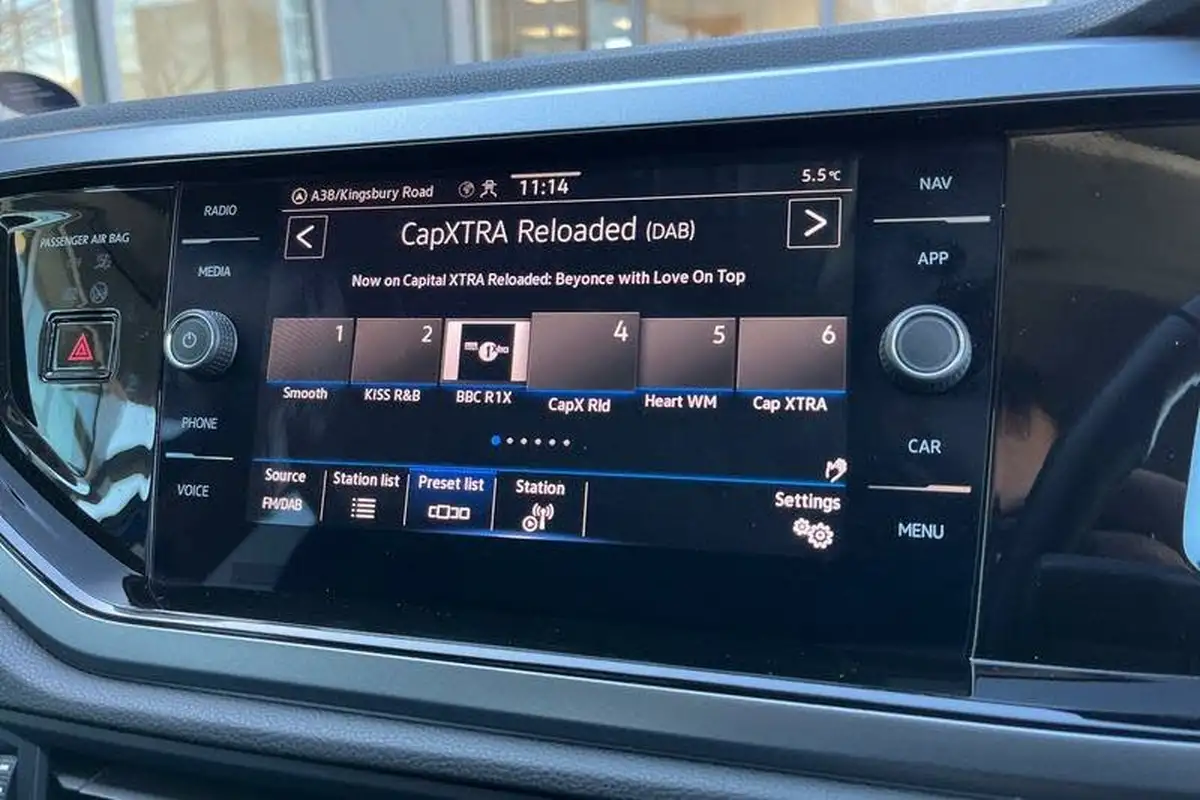 PASSENGER AIR BAG
RADIO
MEDIA
PHONE
VOICE
A38/Kingsbury Road
11:14
5.5°C
<
CapXTRA Reloaded (DAB)
>
Now on Capital XTRA Reloaded: Beyonce with Love On Top
1
2
4
5
6
Smooth
KISS R&B
BBC R1X
CapX Rld
Heart WM
Cap XTRA
Source
FM/DAB
Station list
Preset list
Station
Settings
NAV
APP
CAR
MENU